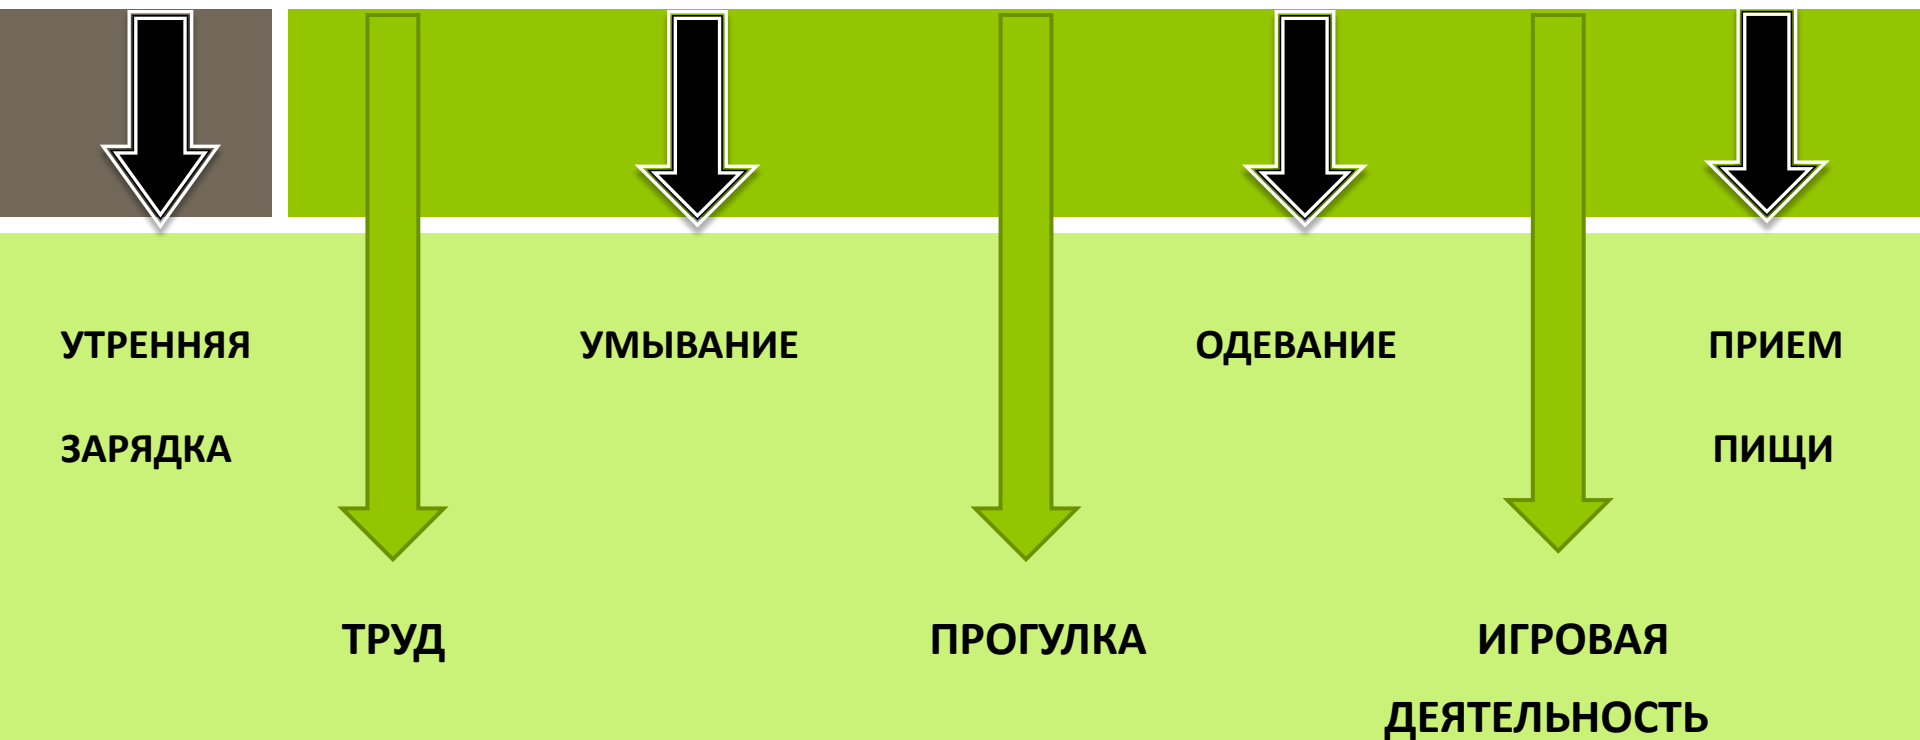 УТРЕННЯЯ УМЫВАНИЕ ОДЕВАНИЕ ПРИЕМ
ЗАРЯДКА ПИЩИ
ТРУД ПРОГУЛКА ИГРОВАЯ
ДЕЯТЕЛЬНОСТЬ